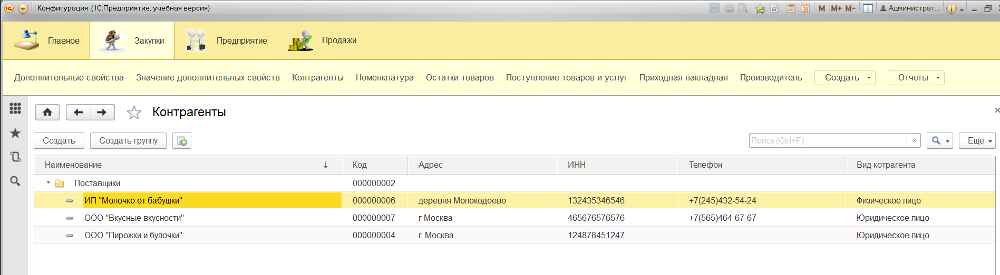 Конфигурация (1С:Предприятие, учебная версия) M M+ M- Администрат...
Главное Закупки Предприятие Продажи
Дополнительные свойства Значение дополнительных свойств Контрагенты Номенклатура Остатки товаров Поступление товаров и услуг Приходная накладная Производитель Создать Отчеты
Контрагенты
Создать Создать группу Поиск (Ctrl+F) × Еще
Наименование Код Адрес ИНН Телефон Вид котрагента
Поставщики 000000002
ИП "Молочко от бабушки" 000000006 деревня Молокодоево 132435346546 +7(245)432-54-24 Физическое лицо
ООО "Вкусные вкусности" 000000007 г Москва 465676576576 +7(565)464-67-67 Юридическое лицо
ООО "Пирожки и булочки" 000000004 г. Москва 124878451247 Юридическое лицо